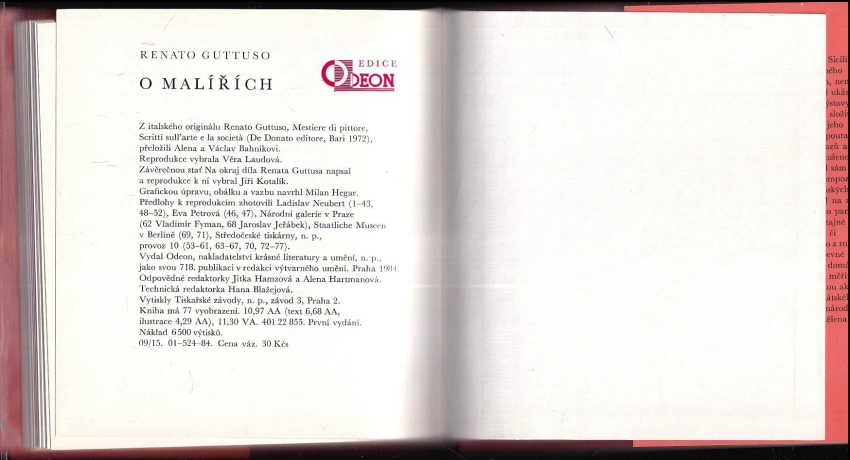 RENATO GUTTUSO
O MALÍŘÍCH
EDICE
ODEON
Z italského originálu Renato Guttuso, Mestiere di pittore,
Scritti sull'arte e la società (De Donato editore, Bari 1972),
přeložili Alena a Václav Bahníkovi.
Reprodukce vybrala Věra Laudová.
Závěrečnou stať Na okraj díla Renata Guttusa napsal
a reprodukce k ní vybral Jiří Kotalík.
Grafickou úpravu, obálku a vazbu navrhl Milan Hegar.
Předlohy k reprodukcím zhotovili Ladislav Neubert (1–43,
48–52), Eva Petrová (46, 47), Národní galerie v Praze
(62 Vladimír Fyman, 68 Jaroslav Jeřábek), Staatliche Museen
v Berlíně (69, 71), Středočeské tiskárny, n. p.,
provoz 10 (53–61, 63–67, 70, 72–77).
Vydal Odeon, nakladatelství krásné literatury a umění, n. p.,
jako svou 718. publikaci v redakci výtvarného umění. Praha 1984.
Odpovědné redaktorky Jitka Hamzová a Alena Hartmanová.
Technická redaktorka Hana Blažejová.
Vytiskly Tiskařské závody, n. p., závod 3, Praha 2.
Kniha má 77 vyobrazení. 10,97 AA (text 6,68 AA,
ilustrace 4,29 AA), 11,30 VA. 401 22 855. První vydání.
Náklad 6500 výtisků.
09/15. 01–524–84. Cena váz. 30 Kčs